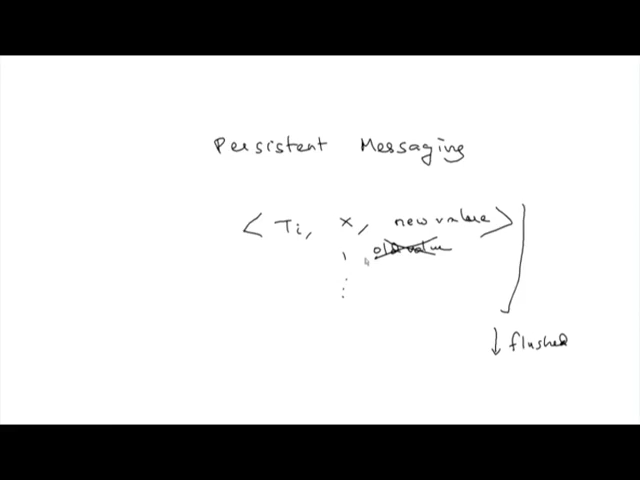 Persistent Messaging
< Ti, x, new value >
old value
↓ flushed